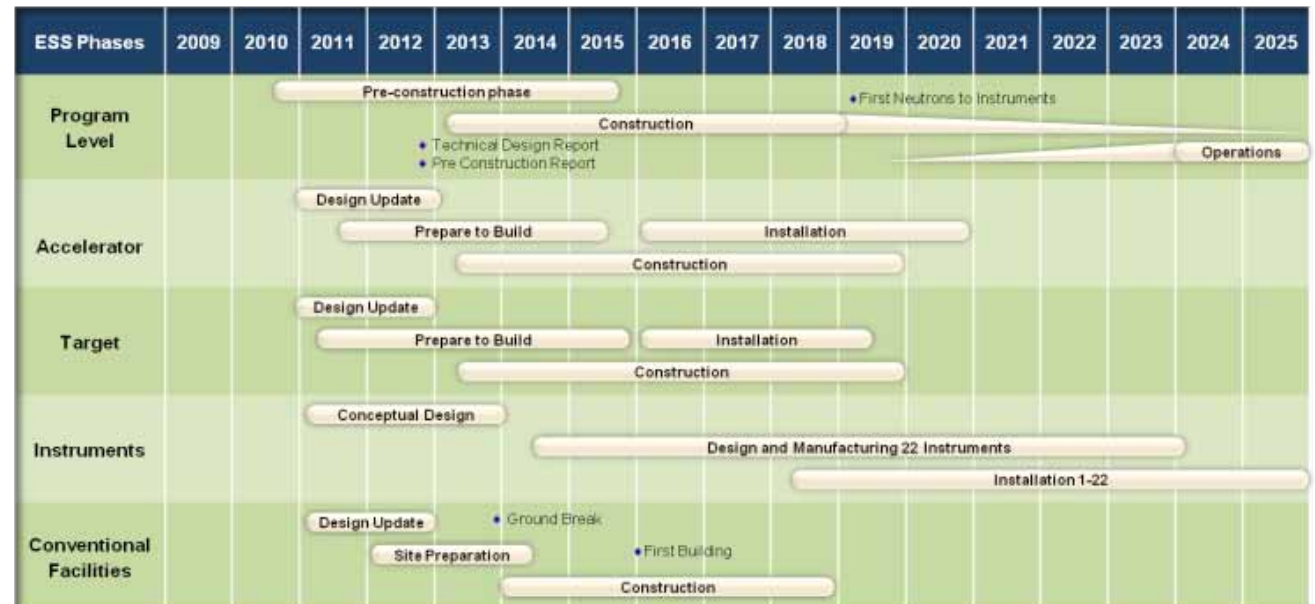 ESS Phases 2009 2010 2011 2012 2013 2014 2015 2016 2017 2018 2019 2020 2021 2022 2023 2024 2025
Program
Level
Pre-construction phase
First Neutrons to Instruments
Construction
Technical Design Report
Pre Construction Report
Operations
Accelerator
Design Update
Prepare to Build
Installation
Construction
Target
Design Update
Prepare to Build
Installation
Construction
Instruments
Conceptual Design
Design and Manufacturing 22 Instruments
Installation 1-22
Conventional
Facilities
Design Update
Ground Break
Site Preparation
First Building
Construction